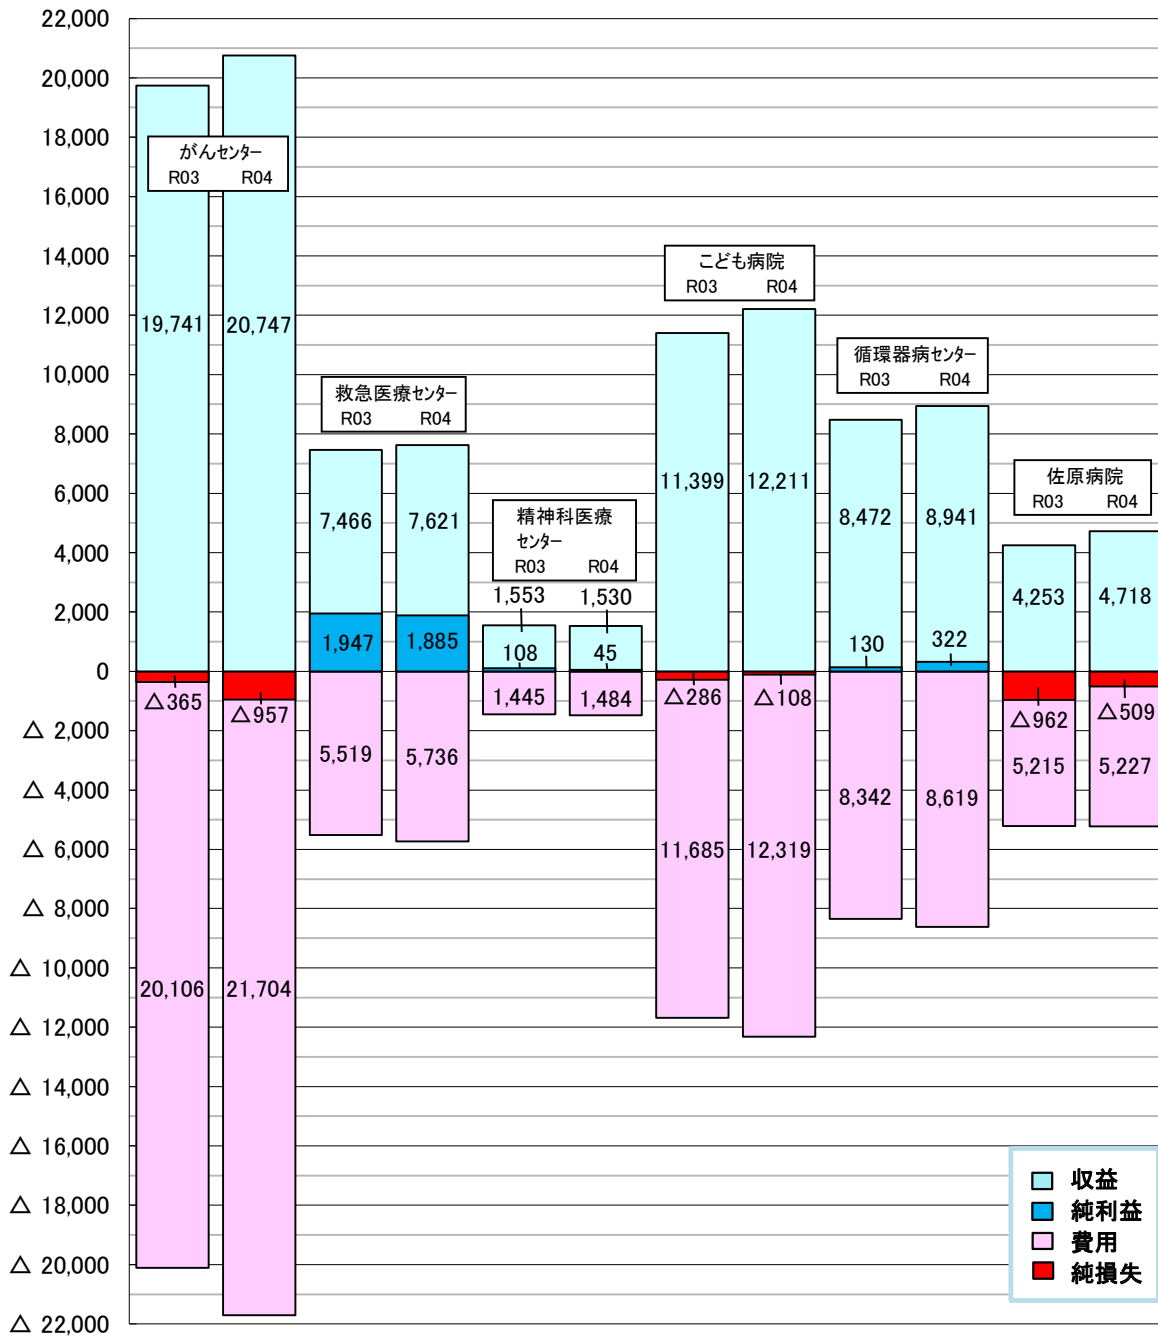 22,000
20,000
18,000
16,000
14,000
12,000
10,000
8,000
6,000
4,000
2,000
0
△ 2,000
△ 4,000
△ 6,000
△ 8,000
△ 10,000
△ 12,000
△ 14,000
△ 16,000
△ 18,000
△ 20,000
△ 22,000
がんセンター
R03 R04
19,741 20,747
△365 △957
20,106 21,704
救急医療センター
R03 R04
7,466 7,621
1,947 1,885
5,519 5,736
精神科医療
センター
R03 R04
1,553 1,530
108 45
1,445 1,484
こども病院
R03 R04
11,399 12,211
△286 △108
11,685 12,319
循環器病センター
R03 R04
8,472 8,941
130 322
8,342 8,619
佐原病院
R03 R04
4,253 4,718
△962 △509
5,215 5,227
収益
純利益
費用
純損失